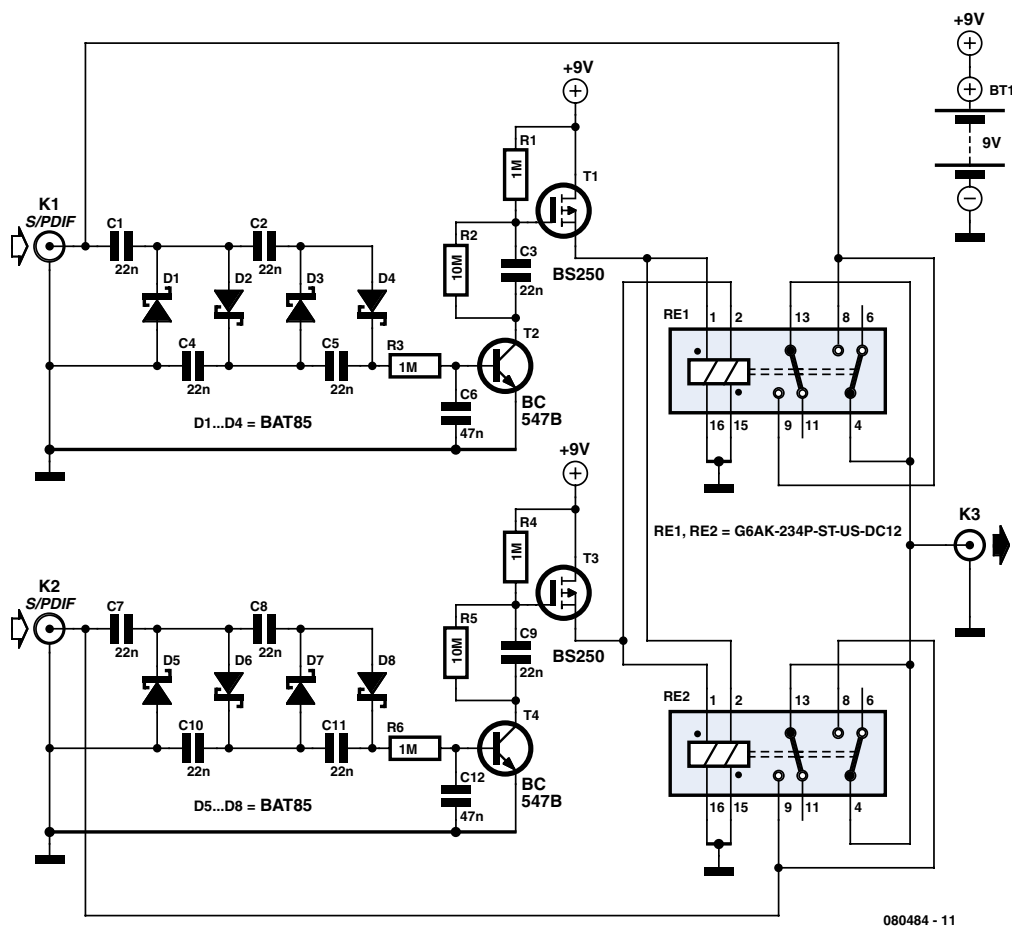 +9V
BT1
9V
+9V
R1
1M
T1
K1
S/PDIF
C1
22n
C2
22n
R2
10M
C3
22n
BS250
D1
D2
D3
D4
T2
RE1
1
2
13
8
6
C4
22n
C5
22n
R3
1M
C6
47n
BC
547B
D1...D4 = BAT85
16
15
9
11
4
+9V
R4
1M
T3
RE1, RE2 = G6AK-234P-ST-US-DC12
K3
K2
S/PDIF
C7
22n
C8
22n
R5
10M
C9
22n
BS250
D5
D6
D7
D8
T4
RE2
1
2
13
8
6
C10
22n
C11
22n
R6
1M
C12
47n
BC
547B
D5...D8 = BAT85
16
15
9
11
4
080484 - 11